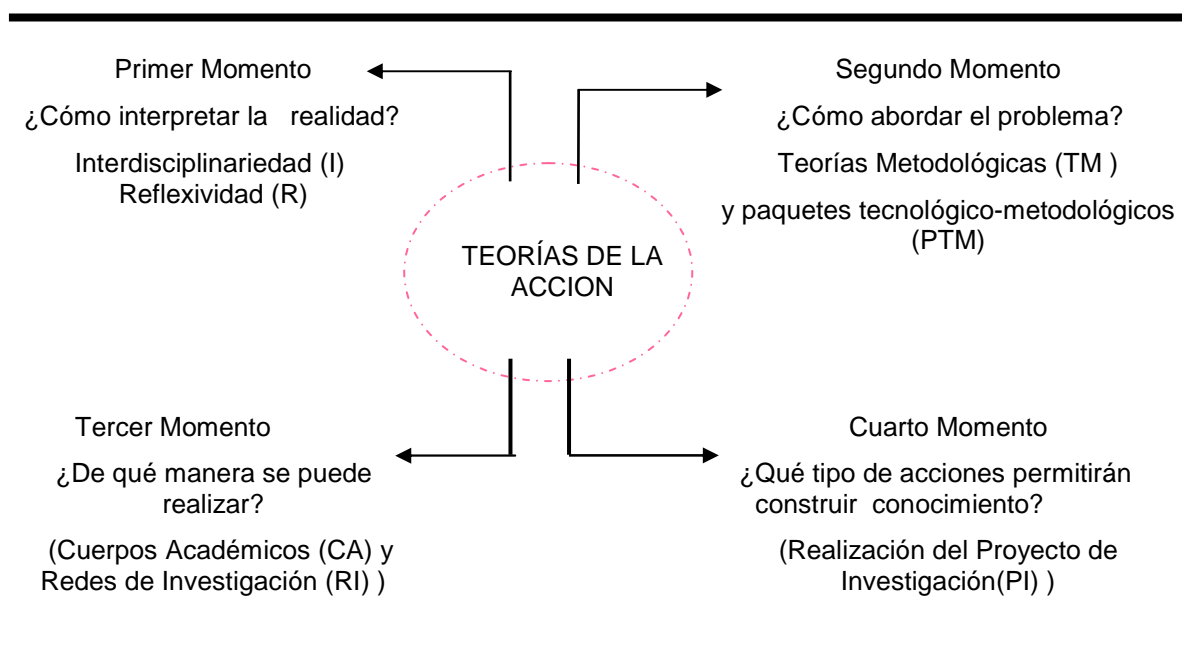 Primer Momento
¿Cómo interpretar la realidad?
Interdisciplinariedad (I)
Reflexividad (R)
Segundo Momento
¿Cómo abordar el problema?
Teorías Metodológicas (TM )
y paquetes tecnológico-metodológicos
(PTM)
TEORÍAS DE LA
ACCION
Tercer Momento
¿De qué manera se puede
realizar?
(Cuerpos Académicos (CA) y
Redes de Investigación (RI) )
Cuarto Momento
¿Qué tipo de acciones permitirán
construir conocimiento?
(Realización del Proyecto de
Investigación(PI) )